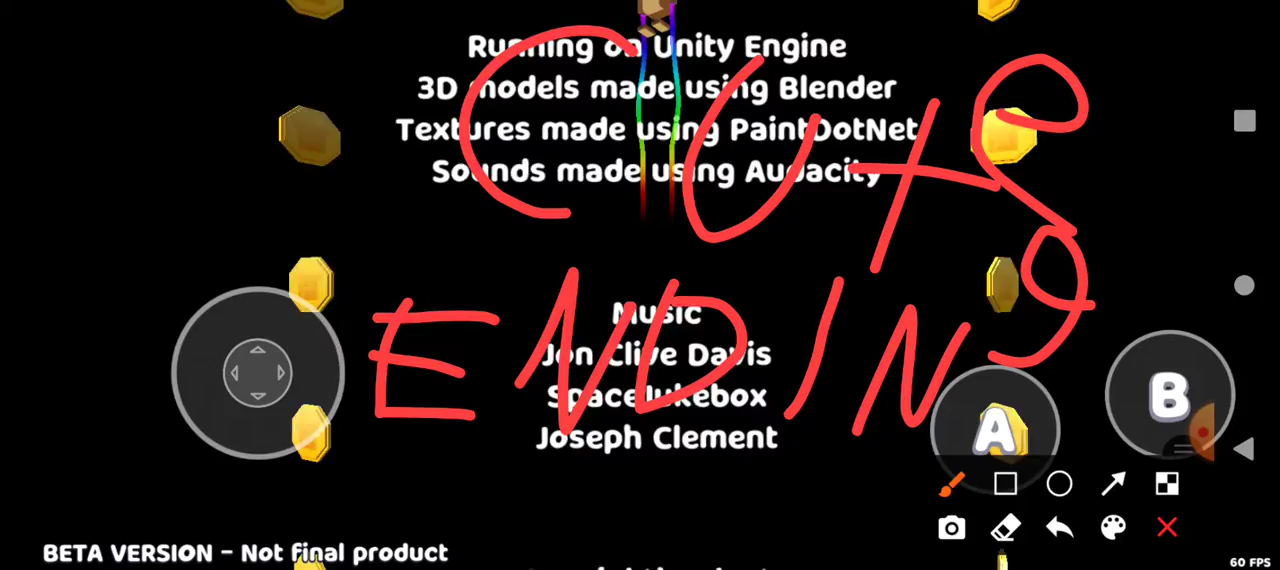 Running on Unity Engine
3D models made using Blender
Textures made using PaintDotNet
Sounds made using Audacity
CUte
ENDINg
Music
Jon Clive Davis
SpaceJukebox
Joseph Clement
A
B
BETA VERSION - Not final product
60 FPS